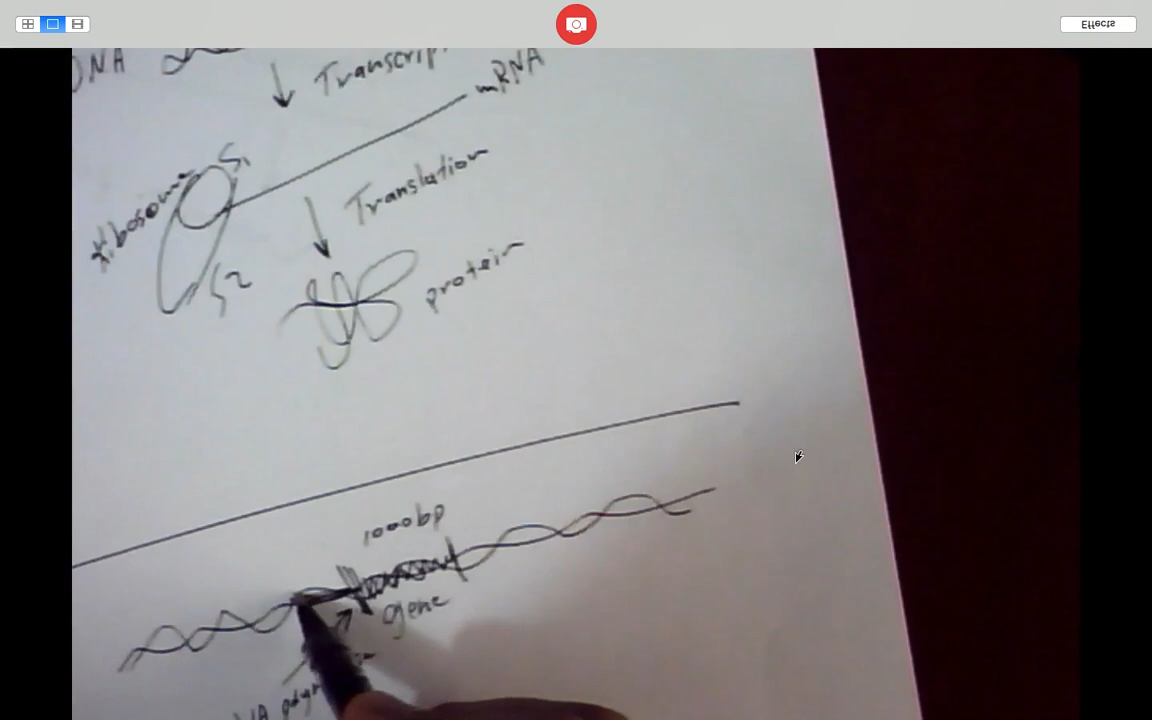 Effects
DNA
Transcrip
mRNA
Ribosome
S1
Translation
S2
protein
1000bp
gene